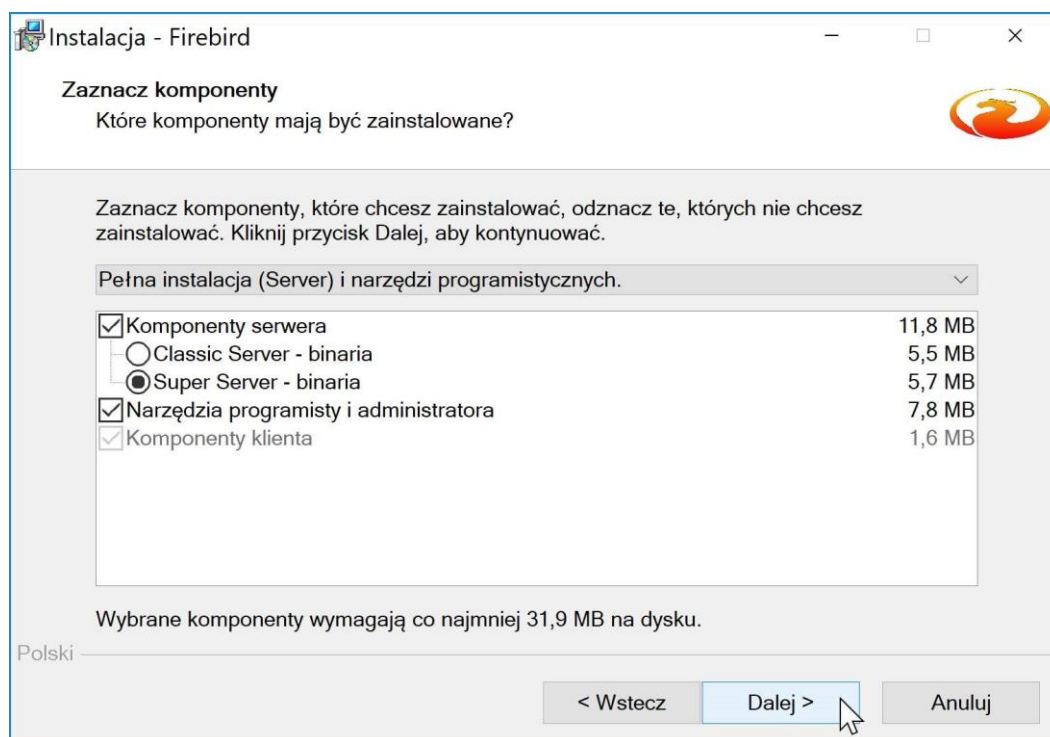 Instalacja - Firebird
Zaznacz komponenty
Które komponenty mają być zainstalowane?
Zaznacz komponenty, które chcesz zainstalować, odznacz te, których nie chcesz
zainstalować. Kliknij przycisk Dalej, aby kontynuować.
Pełna instalacja (Server) i narzędzi programistycznych.
Komponenty serwera 11,8 MB
Classic Server - binaria 5,5 MB
Super Server - binaria 5,7 MB
Narzędzia programisty i administratora 7,8 MB
Komponenty klienta 1,6 MB
Wybrane komponenty wymagają co najmniej 31,9 MB na dysku.
Polski
< Wstecz Dalej > Anuluj